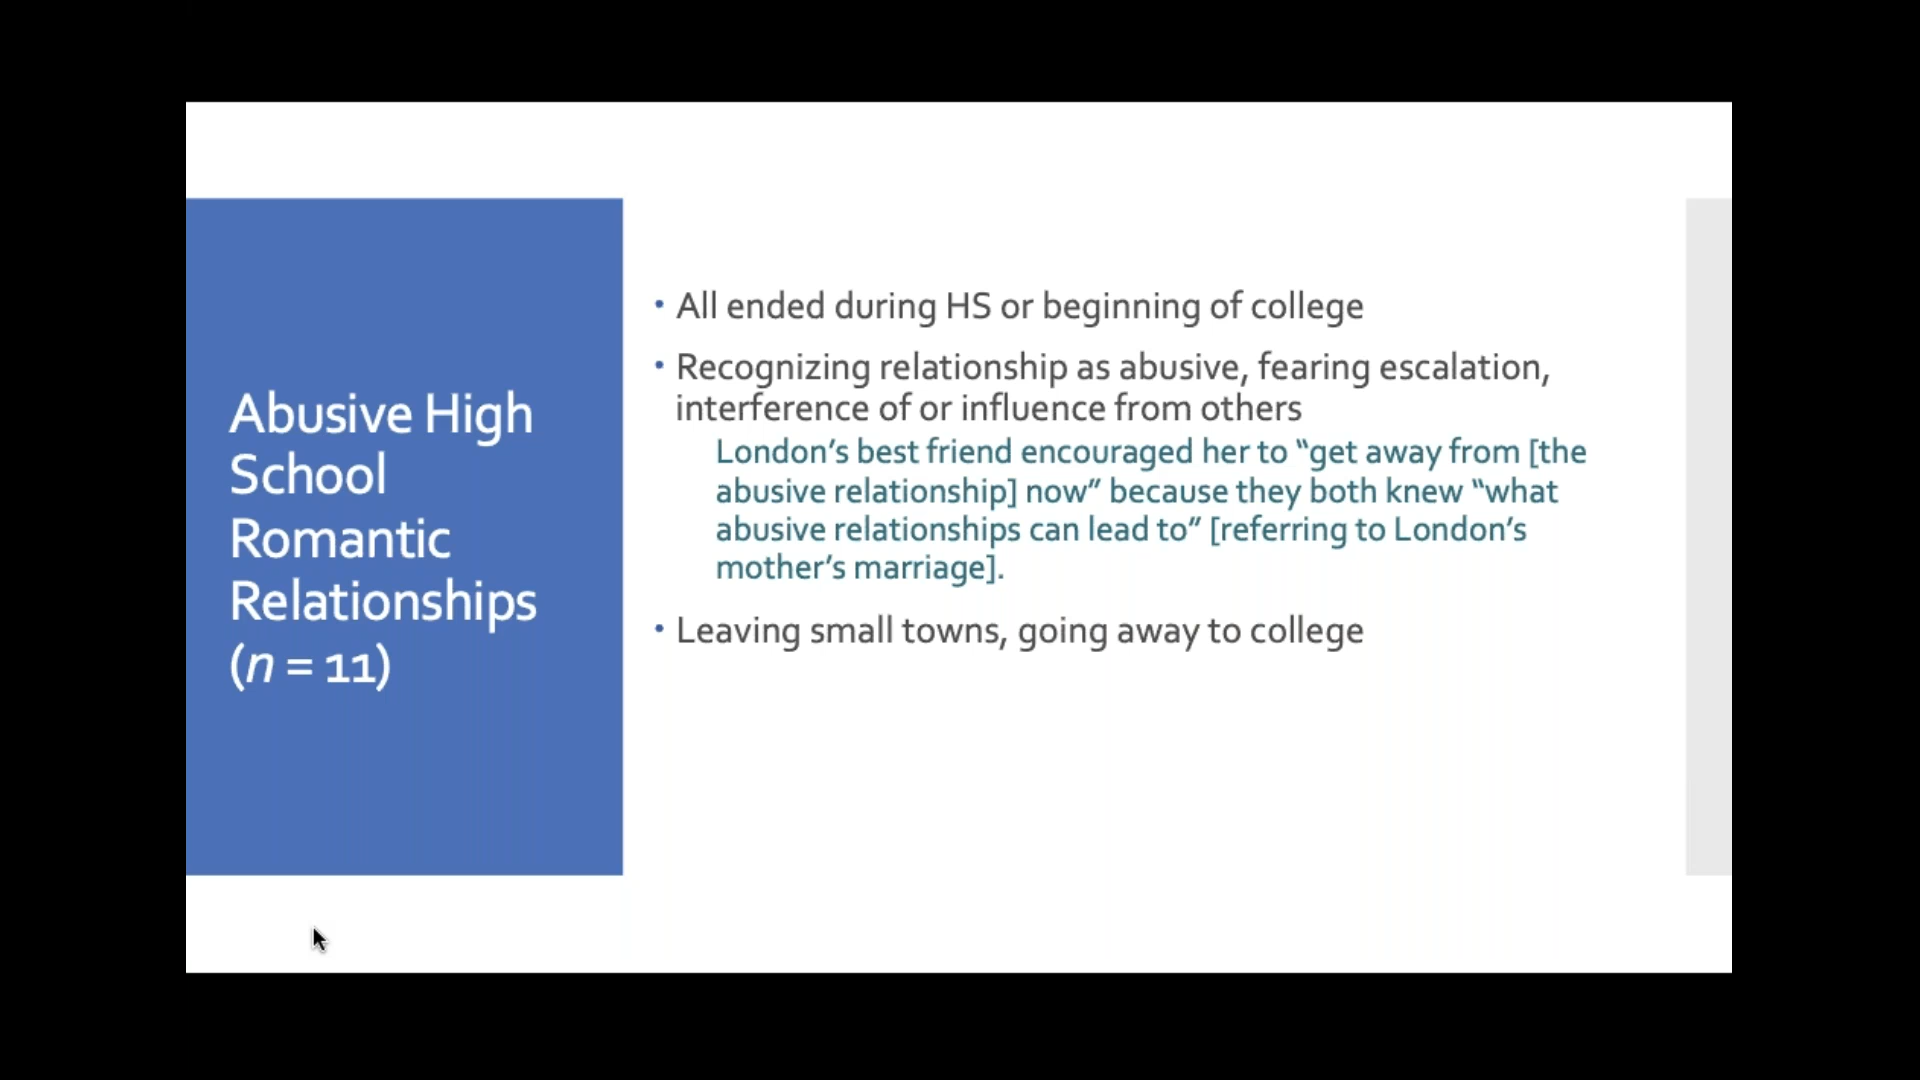 Abusive High
School
Romantic
Relationships
(n = 11)
• All ended during HS or beginning of college
• Recognizing relationship as abusive, fearing escalation,
interference of or influence from others
London’s best friend encouraged her to “get away from [the
abusive relationship] now” because they both knew “what
abusive relationships can lead to” [referring to London’s
mother’s marriage].
• Leaving small towns, going away to college